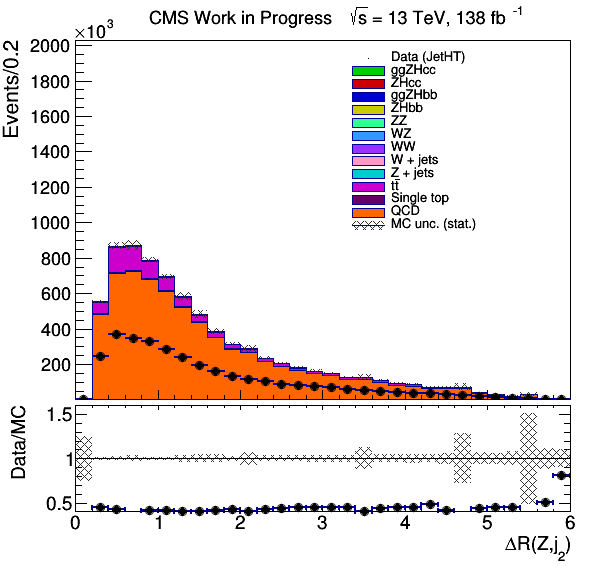 CMS Work in Progress √s = 13 TeV, 138 fb⁻¹
×10³
Events/0.2
2000
1800
1600
1400
1200
1000
800
600
400
200
Data (JetHT)
ggZHcc
ZHcc
ggZHbb
ZHbb
ZZ
WZ
WW
W + jets
Z + jets
tt̄
Single top
QCD
MC unc. (stat.)
Data/MC
1.5
1
0.5
0 1 2 3 4 5 6
ΔR(Z,j₂)